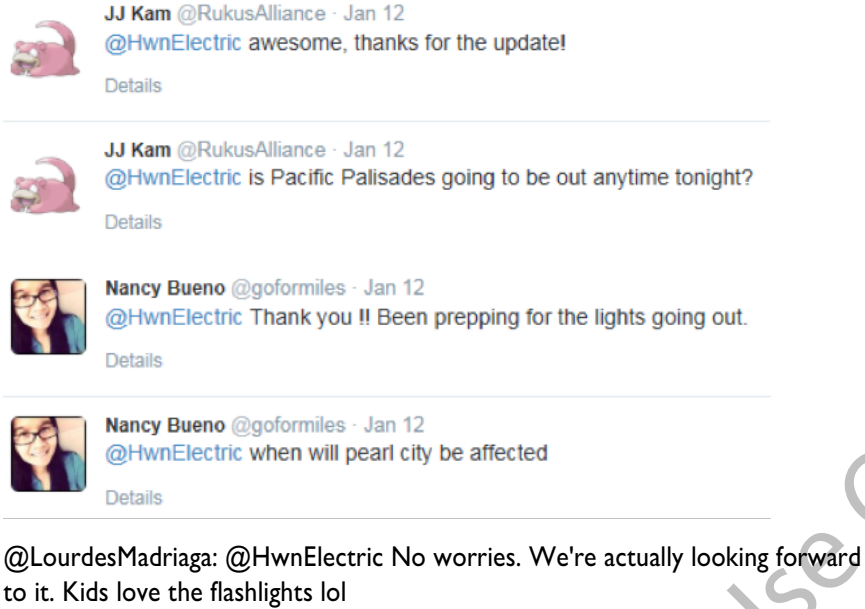 JJ Kam @RukusAlliance · Jan 12
@HwnElectric awesome, thanks for the update!
Details
JJ Kam @RukusAlliance · Jan 12
@HwnElectric is Pacific Palisades going to be out anytime tonight?
Details
Nancy Bueno @goformiles · Jan 12
@HwnElectric Thank you !! Been prepping for the lights going out.
Details
Nancy Bueno @goformiles · Jan 12
@HwnElectric when will pearl city be affected
Details
@LourdesMadriaga: @HwnElectric No worries. We're actually looking forward
to it. Kids love the flashlights lol